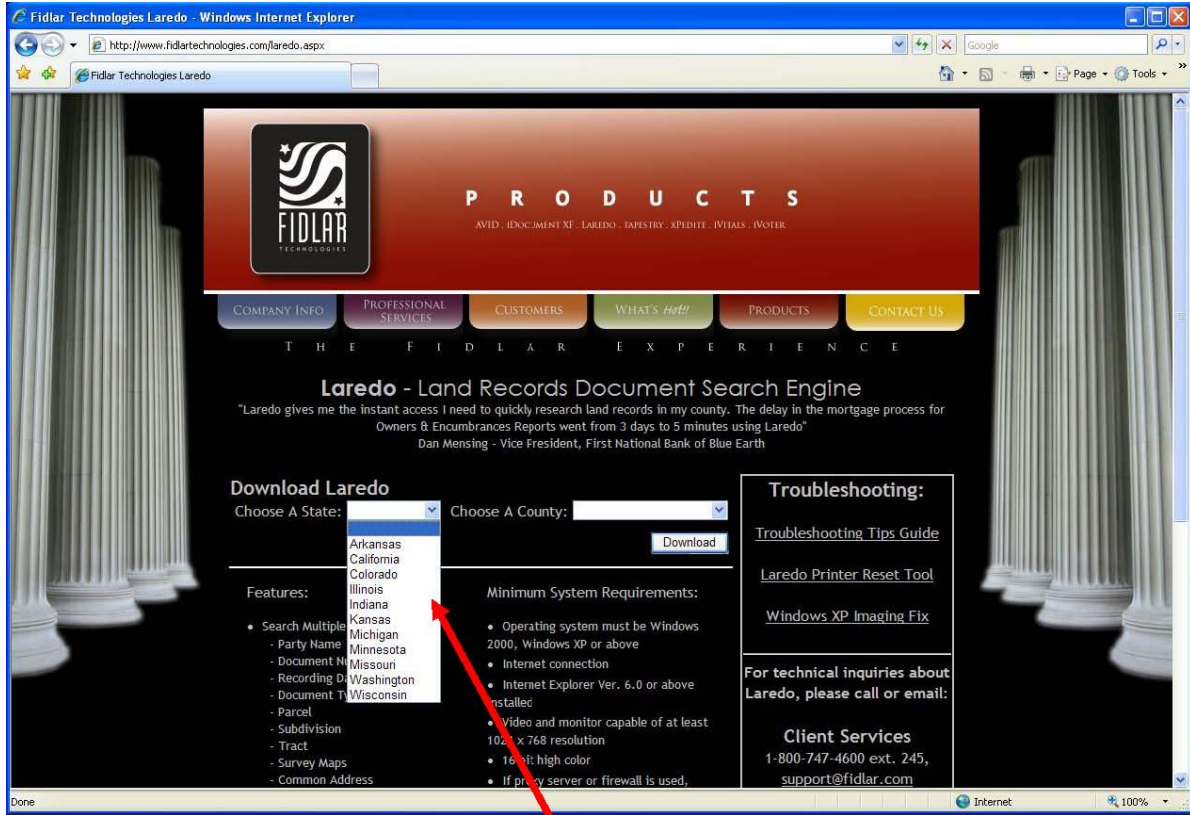 Fidlar Technologies Laredo - Windows Internet Explorer
http://www.fidlartechnologies.com/laredo.aspx
Google
Fidlar Technologies Laredo
Page
Tools
FIDLAR
TECHNOLOGIES
PRODUCTS
AVID . IDOCUMENT XF . LAREDO . TAPESTRY . XPEDITE . IVITALS . IVOTER
COMPANY INFO
PROFESSIONAL
SERVICES
CUSTOMERS
WHAT'S Hot!!
PRODUCTS
CONTACT US
THE FIDLAR EXPERIENCE
Laredo - Land Records Document Search Engine
"Laredo gives me the instant access I need to quickly research land records in my county. The delay in the mortgage process for
Owners & Encumbrances Reports went from 3 days to 5 minutes using Laredo"
Dan Mensing - Vice President, First National Bank of Blue Earth
Download Laredo
Choose A State:
Choose A County:
Download
Arkansas
California
Colorado
Illinois
Indiana
Kansas
Michigan
Minnesota
Missouri
Washington
Wisconsin
Features:
• Search Multiple
- Party Name
- Document
- Recording
- Document
- Parcel
- Subdivision
- Tract
- Survey Maps
- Common Address
Minimum System Requirements:
• Operating system must be Windows
2000, Windows XP or above
• Internet connection
• Internet Explorer Ver. 6.0 or above
installed
• Video and monitor capable of at least
1024 x 768 resolution
• 16 bit high color
• If proxy server or firewall is used,
Troubleshooting:
Troubleshooting Tips Guide
Laredo Printer Reset Tool
Windows XP Imaging Fix
For technical inquiries about
Laredo, please call or email:
Client Services
1-800-747-4600 ext. 245,
support@fidlar.com
Done
Internet
100%